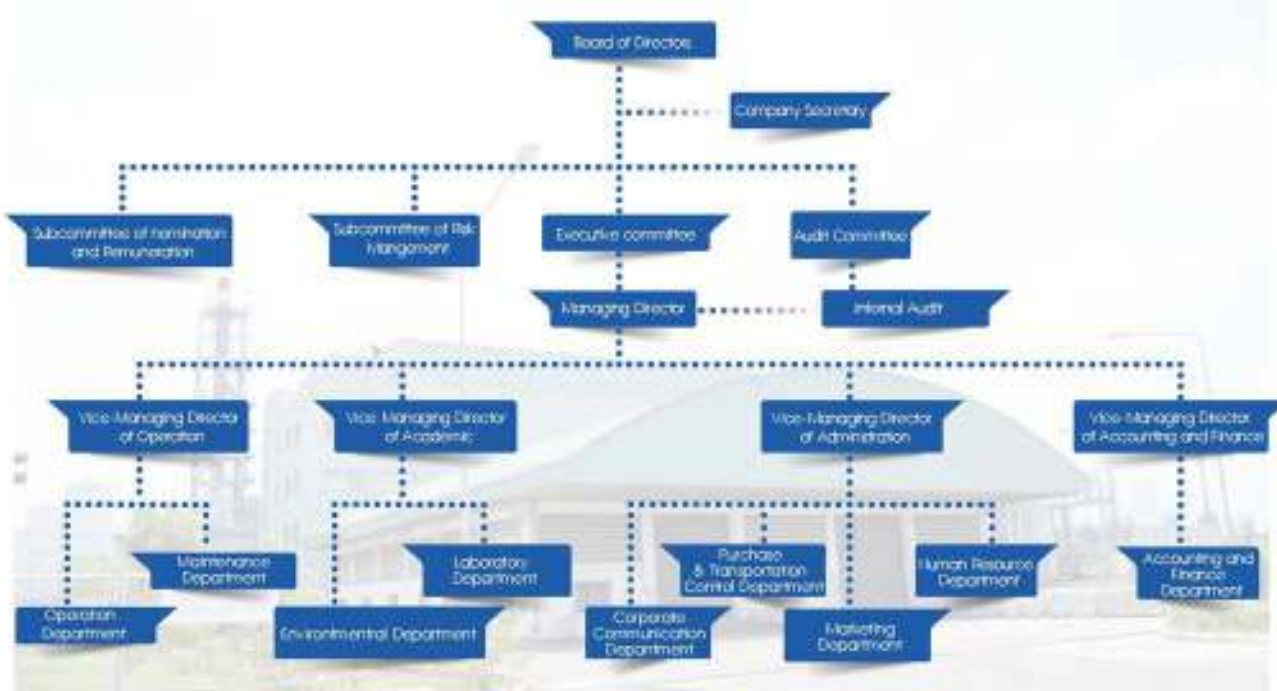 Board of Directors
Company Secretary
Subcommittee of nomination
and Remuneration
Subcommittee of Risk
Mangement
Executive committee
Audit Committee
Managing Director
Internal Audit
Vice-Managing Director
of Operation
Vice-Managing Director
of Academic
Vice-Managing Director
of Administration
Vice-Managing Director
of Accounting and Finance
Maintenance
Department
Laboratory
Department
Purchase
& Transportation
Control Department
Human Resource
Department
Accounting and
Finance
Department
Operation
Department
Environmentral Department
Corporate
Communication
Department
Marketing
Department